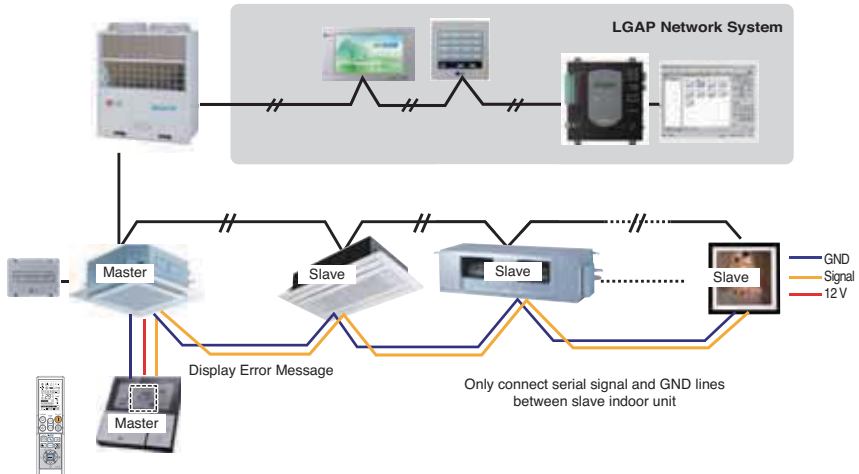 LGAP Network System
Master
Slave
Slave
Slave
GND
Signal
12 V
Display Error Message
Only connect serial signal and GND lines
between slave indoor unit
Master